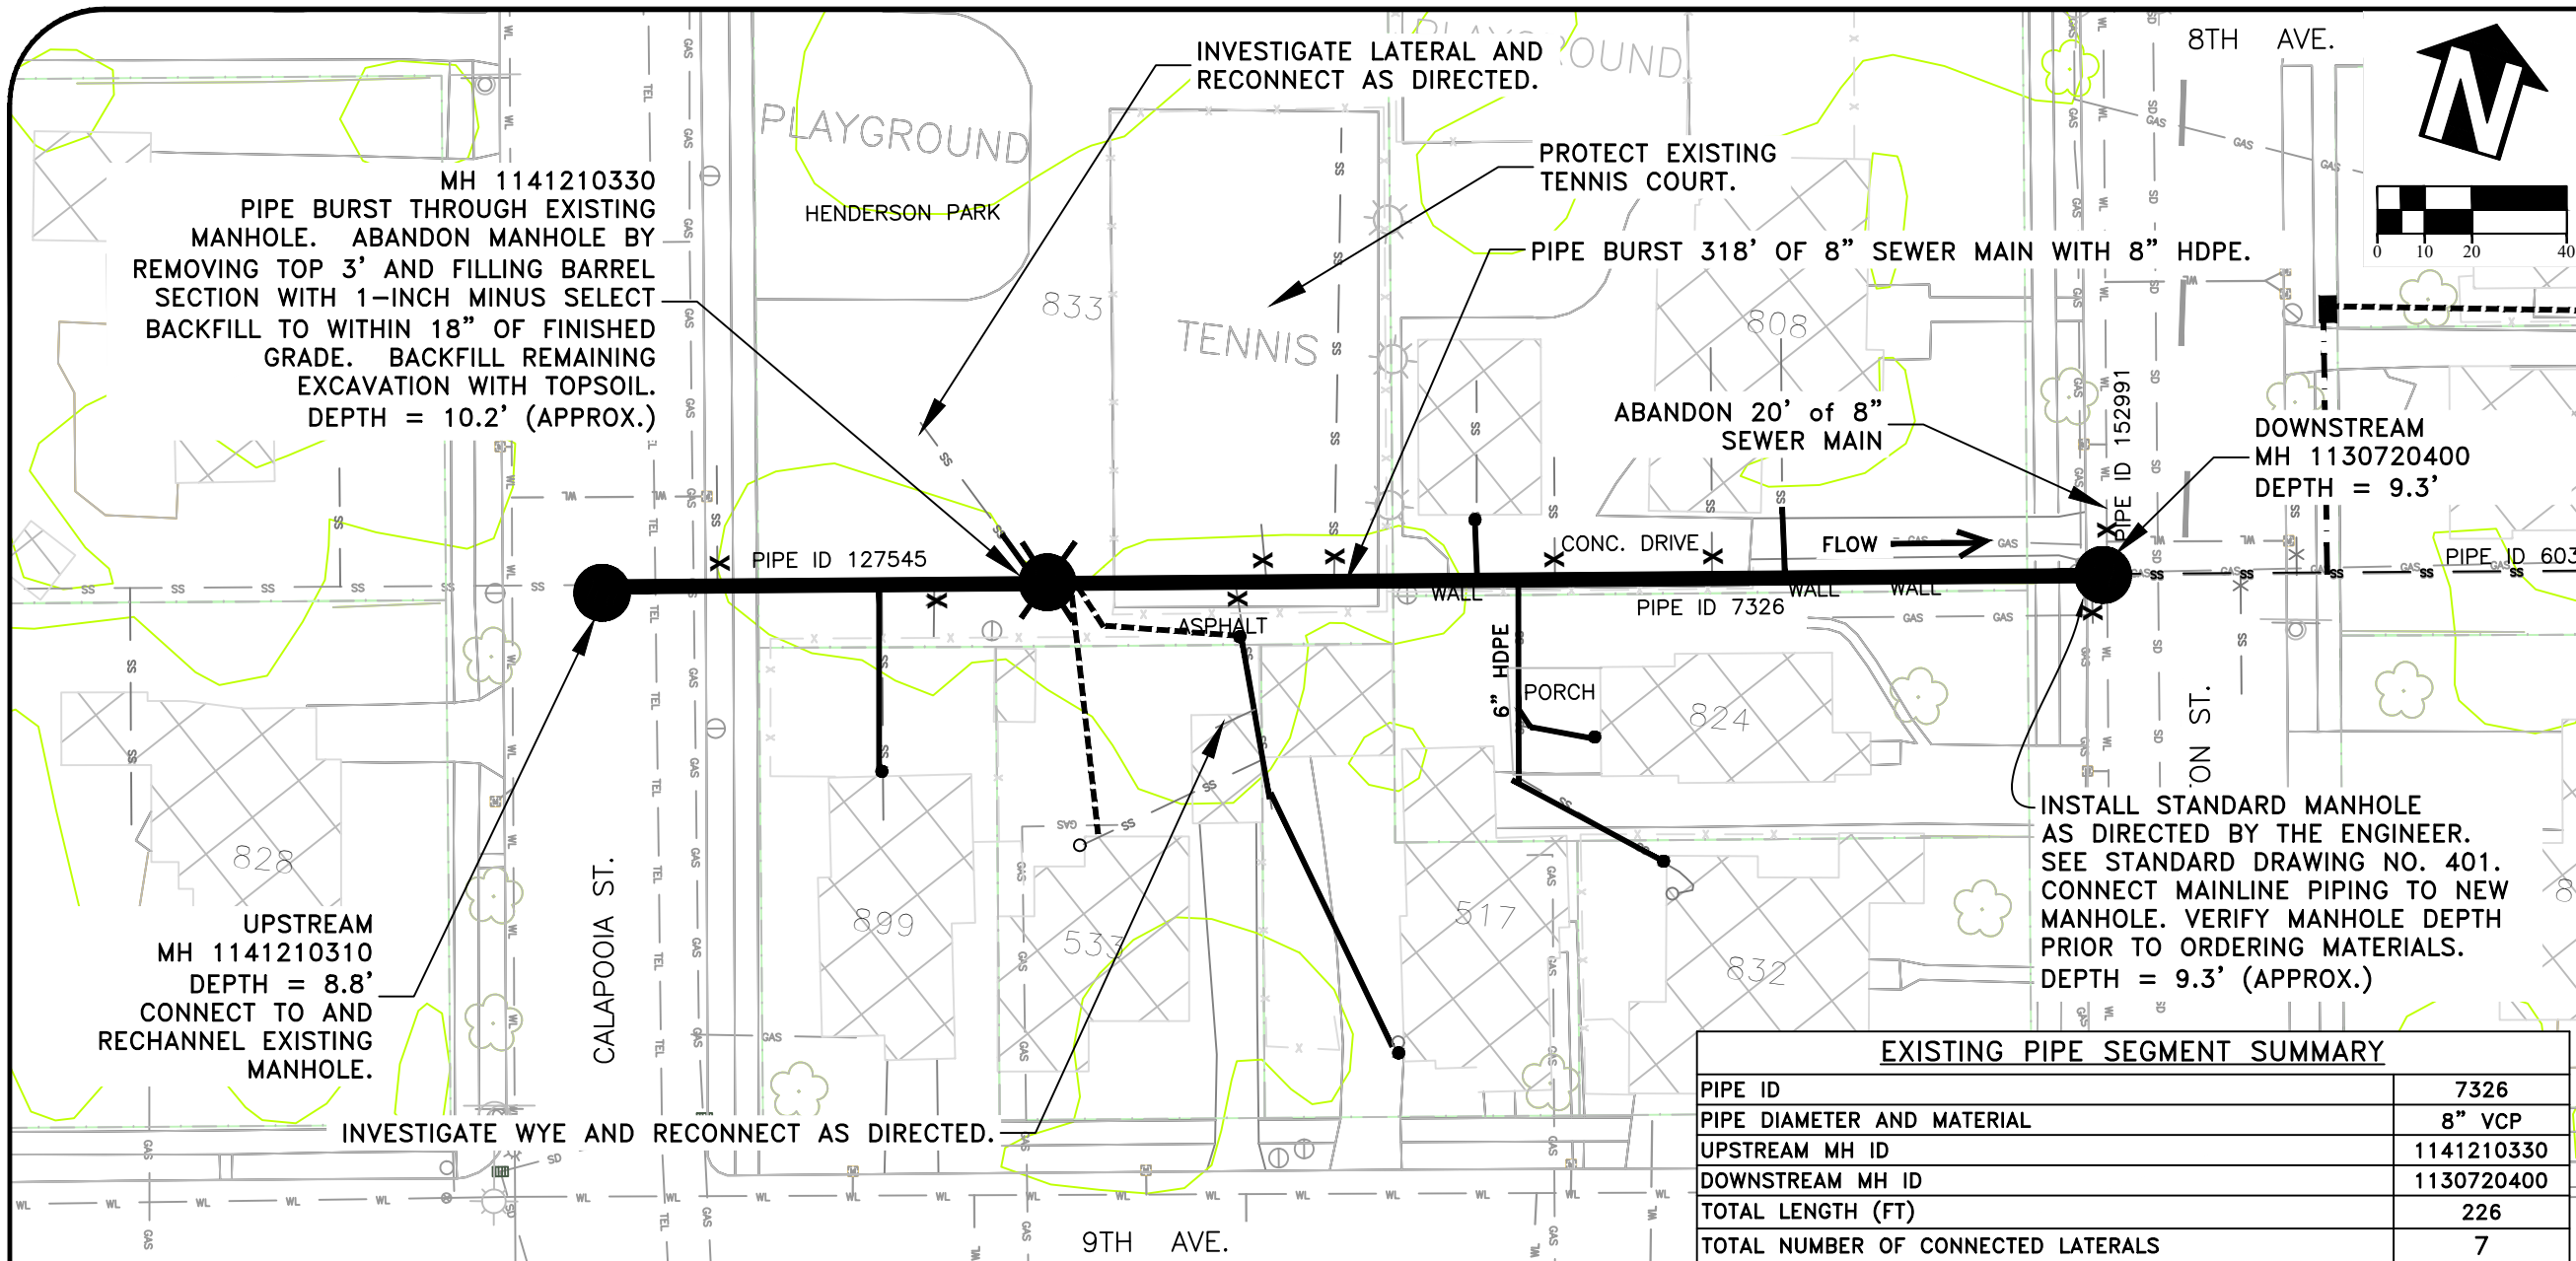 8TH AVE.
N
0 10 20 40
INVESTIGATE LATERAL AND
RECONNECT AS DIRECTED.
PLAYGROUND
PLAYGROUND
HENDERSON PARK
PROTECT EXISTING
TENNIS COURT.
MH 1141210330
PIPE BURST THROUGH EXISTING
MANHOLE. ABANDON MANHOLE BY
REMOVING TOP 3' AND FILLING BARREL
SECTION WITH 1-INCH MINUS SELECT
BACKFILL TO WITHIN 18" OF FINISHED
GRADE. BACKFILL REMAINING
EXCAVATION WITH TOPSOIL.
DEPTH = 10.2' (APPROX.)
PIPE BURST 318' OF 8" SEWER MAIN WITH 8" HDPE.
833
TENNIS
808
ABANDON 20' of 8"
SEWER MAIN
PIPE ID 152991
DOWNSTREAM
MH 1130720400
DEPTH = 9.3'
PIPE ID 127545
CONC. DRIVE
FLOW
PIPE ID 603
WALL
WALL
WALL
PIPE ID 7326
ASPHALT
6" HDPE
PORCH
824
ON ST.
828
899
533
517
832
CALAPOOIA ST.
UPSTREAM
MH 1141210310
DEPTH = 8.8'
CONNECT TO AND
RECHANNEL EXISTING
MANHOLE.
INSTALL STANDARD MANHOLE
AS DIRECTED BY THE ENGINEER.
SEE STANDARD DRAWING NO. 401.
CONNECT MAINLINE PIPING TO NEW
MANHOLE. VERIFY MANHOLE DEPTH
PRIOR TO ORDERING MATERIALS.
DEPTH = 9.3' (APPROX.)
INVESTIGATE WYE AND RECONNECT AS DIRECTED.
9TH AVE.
EXISTING PIPE SEGMENT SUMMARY
PIPE ID 7326
PIPE DIAMETER AND MATERIAL 8" VCP
UPSTREAM MH ID 1141210330
DOWNSTREAM MH ID 1130720400
TOTAL LENGTH (FT) 226
TOTAL NUMBER OF CONNECTED LATERALS 7